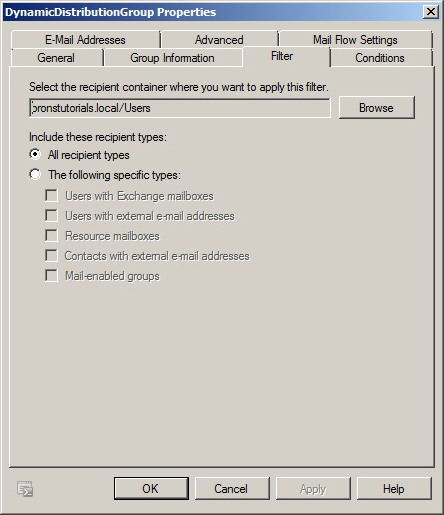 DynamicDistributionGroup Properties
E-Mail Addresses Advanced Mail Flow Settings
General Group Information Filter Conditions
Select the recipient container where you want to apply this filter.
pronstutorials.local/Users Browse
Include these recipient types:
All recipient types
The following specific types:
Users with Exchange mailboxes
Users with external e-mail addresses
Resource mailboxes
Contacts with external e-mail addresses
Mail-enabled groups
OK Cancel Apply Help